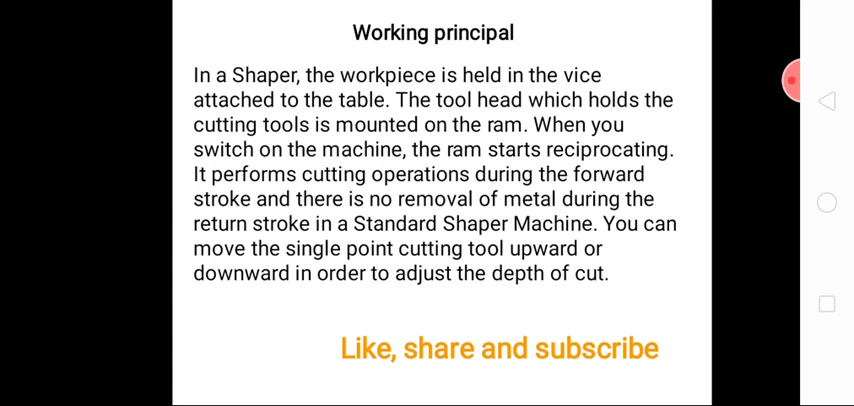 Working principal
In a Shaper, the workpiece is held in the vice
attached to the table. The tool head which holds the
cutting tools is mounted on the ram. When you
switch on the machine, the ram starts reciprocating.
It performs cutting operations during the forward
stroke and there is no removal of metal during the
return stroke in a Standard Shaper Machine. You can
move the single point cutting tool upward or
downward in order to adjust the depth of cut.
Like, share and subscribe